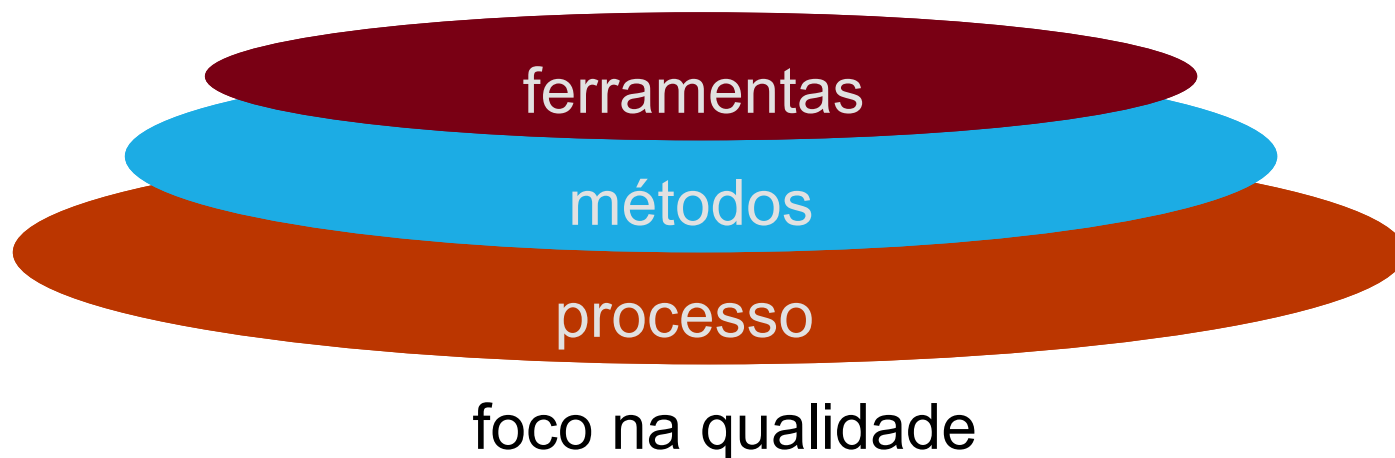 ferramentas
métodos
processo
foco na qualidade